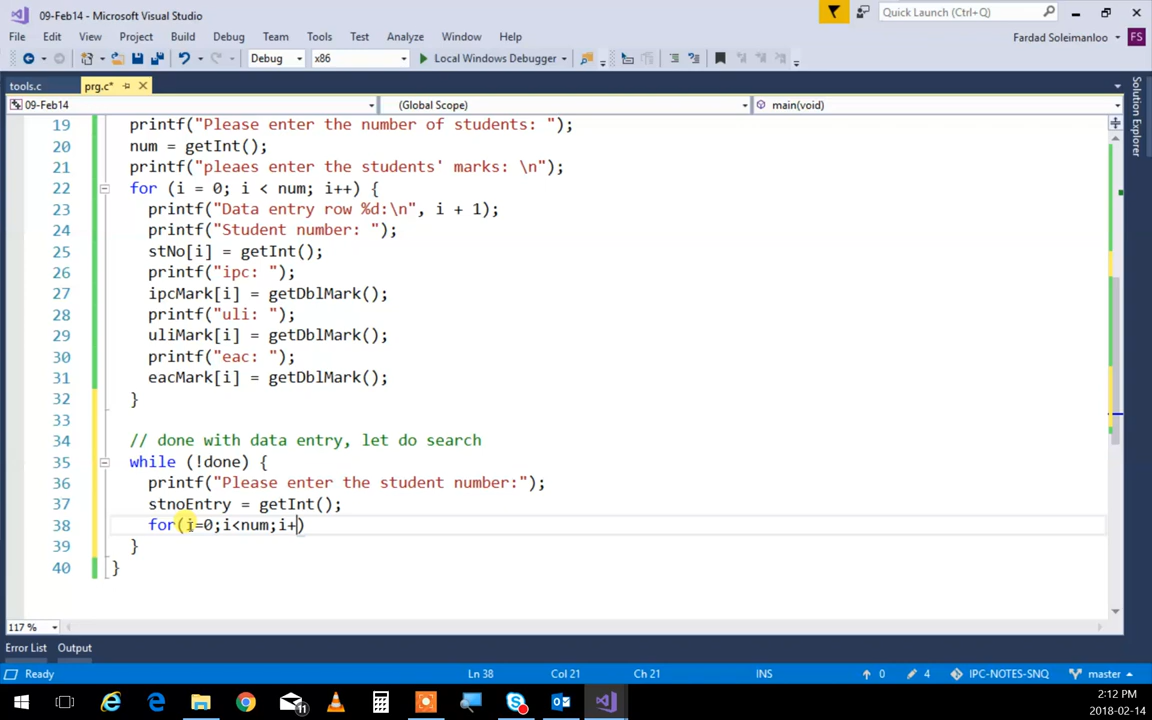 09-Feb14 - Microsoft Visual Studio
Quick Launch (Ctrl+Q)
File Edit View Project Build Debug Team Tools Test Analyze Window Help
Fardad Soleimanloo FS
Debug x86 Local Windows Debugger
tools.c prg.c*
09-Feb14 (Global Scope) main(void)
Solution Explorer
19 printf("Please enter the number of students: ");
20 num = getInt();
21 printf("pleaes enter the students' marks: \n");
22 for (i = 0; i < num; i++) {
23 printf("Data entry row %d:\n", i + 1);
24 printf("Student number: ");
25 stNo[i] = getInt();
26 printf("ipc: ");
27 ipcMark[i] = getDblMark();
28 printf("uli: ");
29 uliMark[i] = getDblMark();
30 printf("eac: ");
31 eacMark[i] = getDblMark();
32 }
33
34 // done with data entry, let do search
35 while (!done) {
36 printf("Please enter the student number:");
37 stnoEntry = getInt();
38 for(i=0;i<num;i+)
39 }
40 }
117 %
Error List Output
Ready Ln 38 Col 21 Ch 21 INS 0 4 IPC-NOTES-SNQ master
11
2:12 PM
2018-02-14